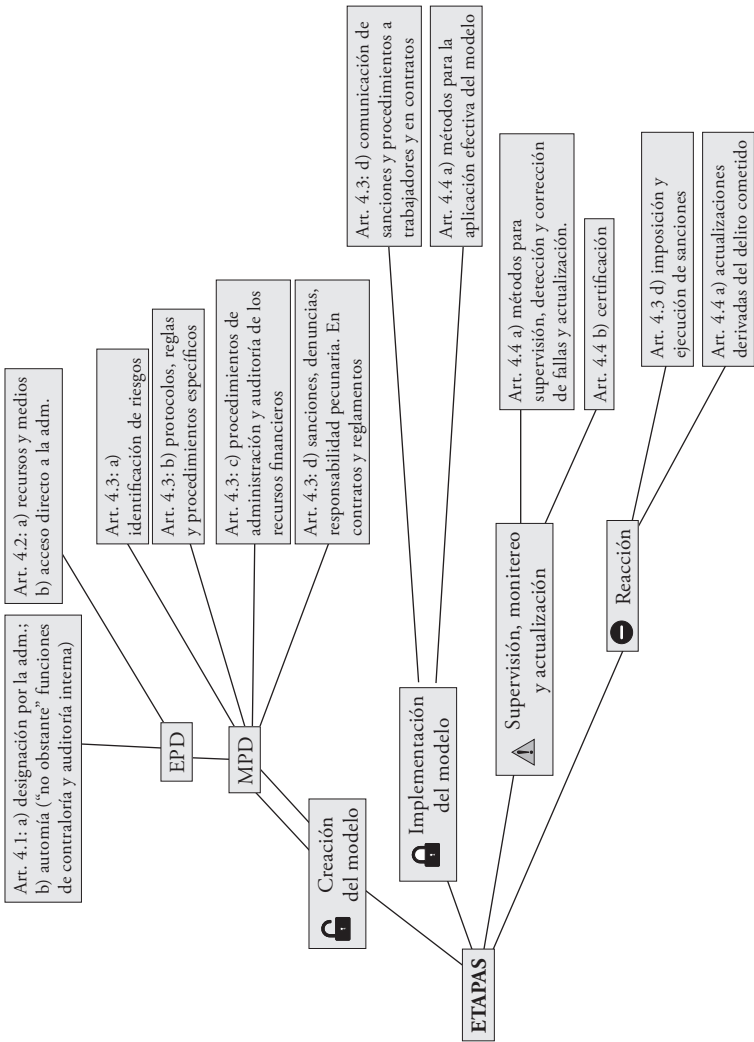 ETAPAS
Creación
del modelo
EPD
Art. 4.1: a) designación por la adm.;
b) automía (“no obstante” funciones
de contraloría y auditoría interna)
Art. 4.2: a) recursos y medios
b) acceso directo a la adm.
MPD
Art. 4.3: a)
identificación de riesgos
Art. 4.3: b) protocolos, reglas
y procedimientos específicos
Art. 4.3: c) procedimientos de
administración y auditoría de los
recursos financieros
Art. 4.3: d) sanciones, denuncias,
responsabilidad pecunaria. En
contratos y reglamentos
Implementación
del modelo
Art. 4.3: d) comunicación de
sanciones y procedimientos a
trabajadores y en contratos
Art. 4.4 a) métodos para la
aplicación efectiva del modelo
Supervisión, monitereo
y actualización
Art. 4.4 a) métodos para
supervisión, detección y corrección
de fallas y actualización.
Art. 4.4 b) certificación
Reacción
Art. 4.3 d) imposición y
ejecución de sanciones
Art. 4.4 a) actualizaciones
derivadas del delito cometido